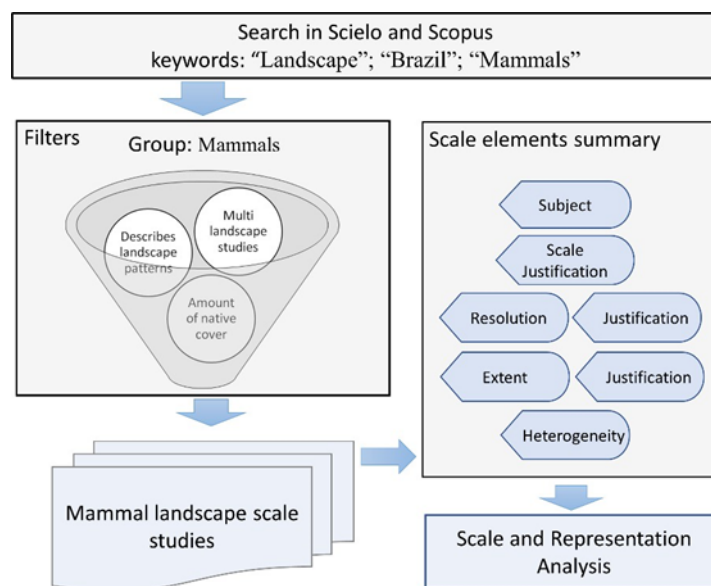 Search in Scielo and Scopus
keywords: “Landscape”; “Brazil”; “Mammals”
Filters
Group: Mammals
Describes
landscape
patterns
Multi
landscape
studies
Amount
of native
cover
Mammal landscape scale
studies
Scale elements summary
Subject
Scale
Justification
Resolution
Justification
Extent
Justification
Heterogeneity
Scale and Representation
Analysis